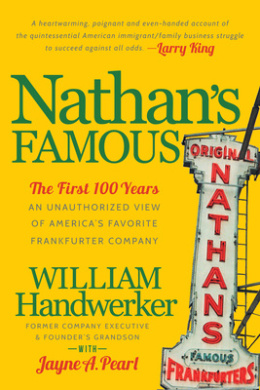 A heartwarming, poignant and even-handed account of
the quintessential American immigrant/family business struggle
to succeed against all odds. —Larry King
Nathan's
FAMOUS
The First 100 Years
AN UNAUTHORIZED VIEW
OF AMERICA'S FAVORITE
FRANKFURTER COMPANY
WILLIAM
Handwerker
FORMER COMPANY EXECUTIVE
& FOUNDER'S GRANDSON
—WITH—
Jayne A. Pearl
ORIGINAL
NATHANS
FAMOUS
FRANKFURTERS